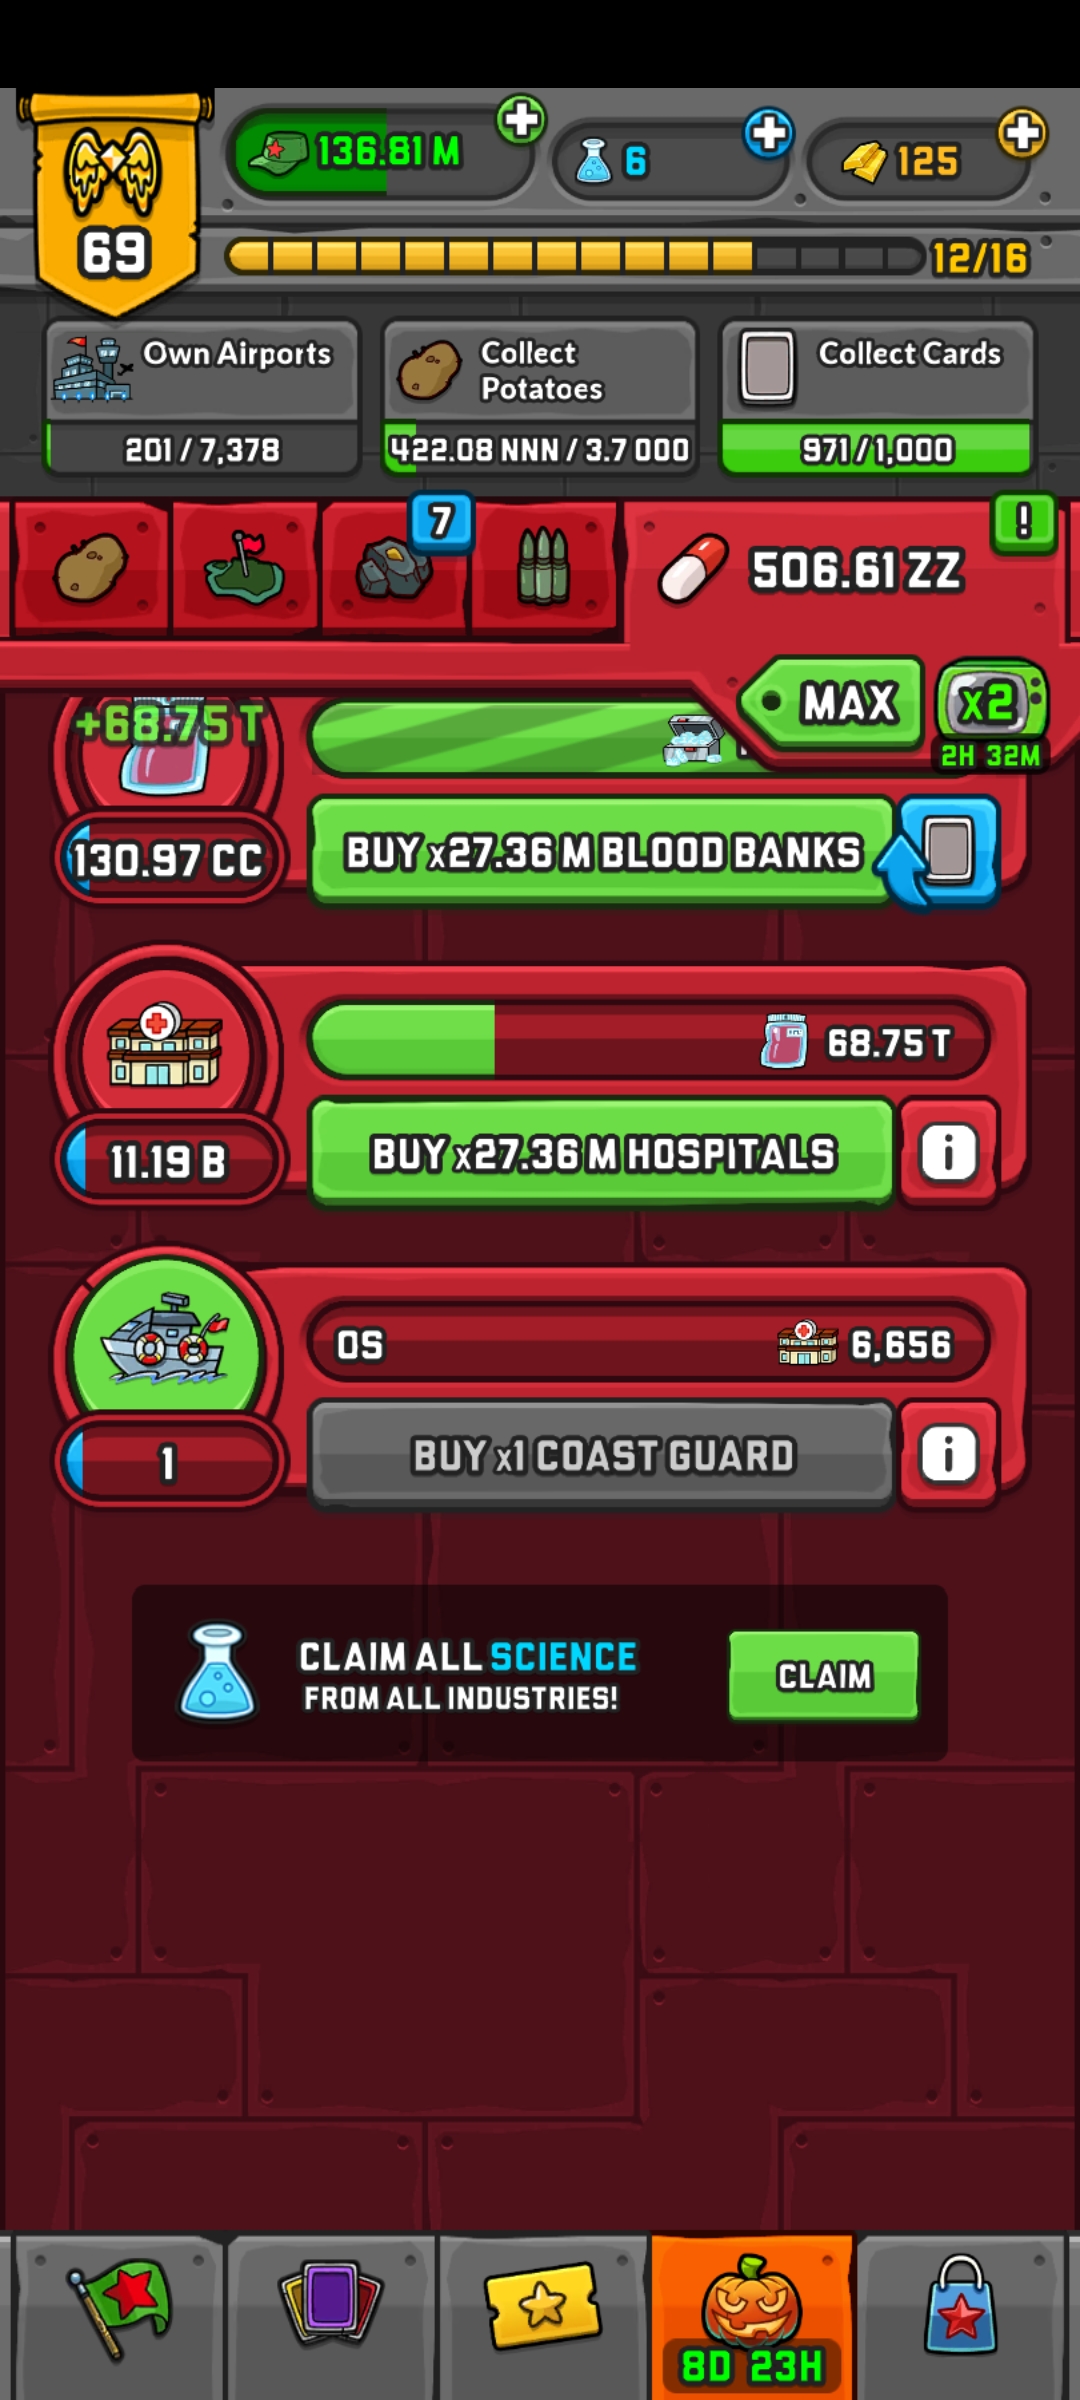 136.81 M
6
125
69
12/16
Own Airports
201 / 7,378
Collect
Potatoes
422.08 NNN / 3.7 OOO
Collect Cards
971 / 1,000
7
506.61 ZZ
!
MAX
x2
2H 32M
+68.75 T
130.97 CC
BUY x27.36 M BLOOD BANKS
68.75 T
11.19 B
BUY x27.36 M HOSPITALS
i
0S
6,656
1
BUY x1 COAST GUARD
i
CLAIM ALL SCIENCE
FROM ALL INDUSTRIES!
CLAIM
8D 23H